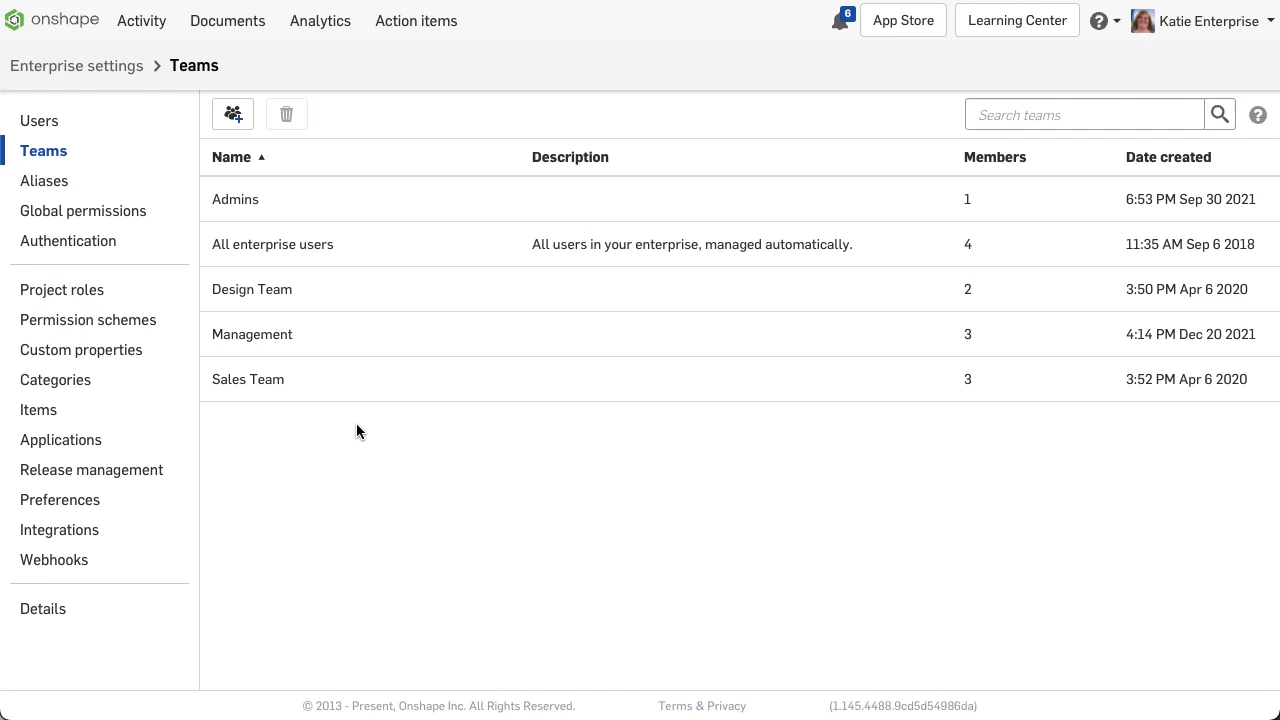 onshape Activity Documents Analytics Action items 6 App Store Learning Center Katie Enterprise
Enterprise settings Teams
Users
Teams
Aliases
Global permissions
Authentication
Project roles
Permission schemes
Custom properties
Categories
Items
Applications
Release management
Preferences
Integrations
Webhooks
Details
Search teams
Name Description Members Date created
Admins 1 6:53 PM Sep 30 2021
All enterprise users All users in your enterprise, managed automatically. 4 11:35 AM Sep 6 2018
Design Team 2 3:50 PM Apr 6 2020
Management 3 4:14 PM Dec 20 2021
Sales Team 3 3:52 PM Apr 6 2020
© 2013 - Present, Onshape Inc. All Rights Reserved. Terms & Privacy (1.145.4488.9cd5d54986da)